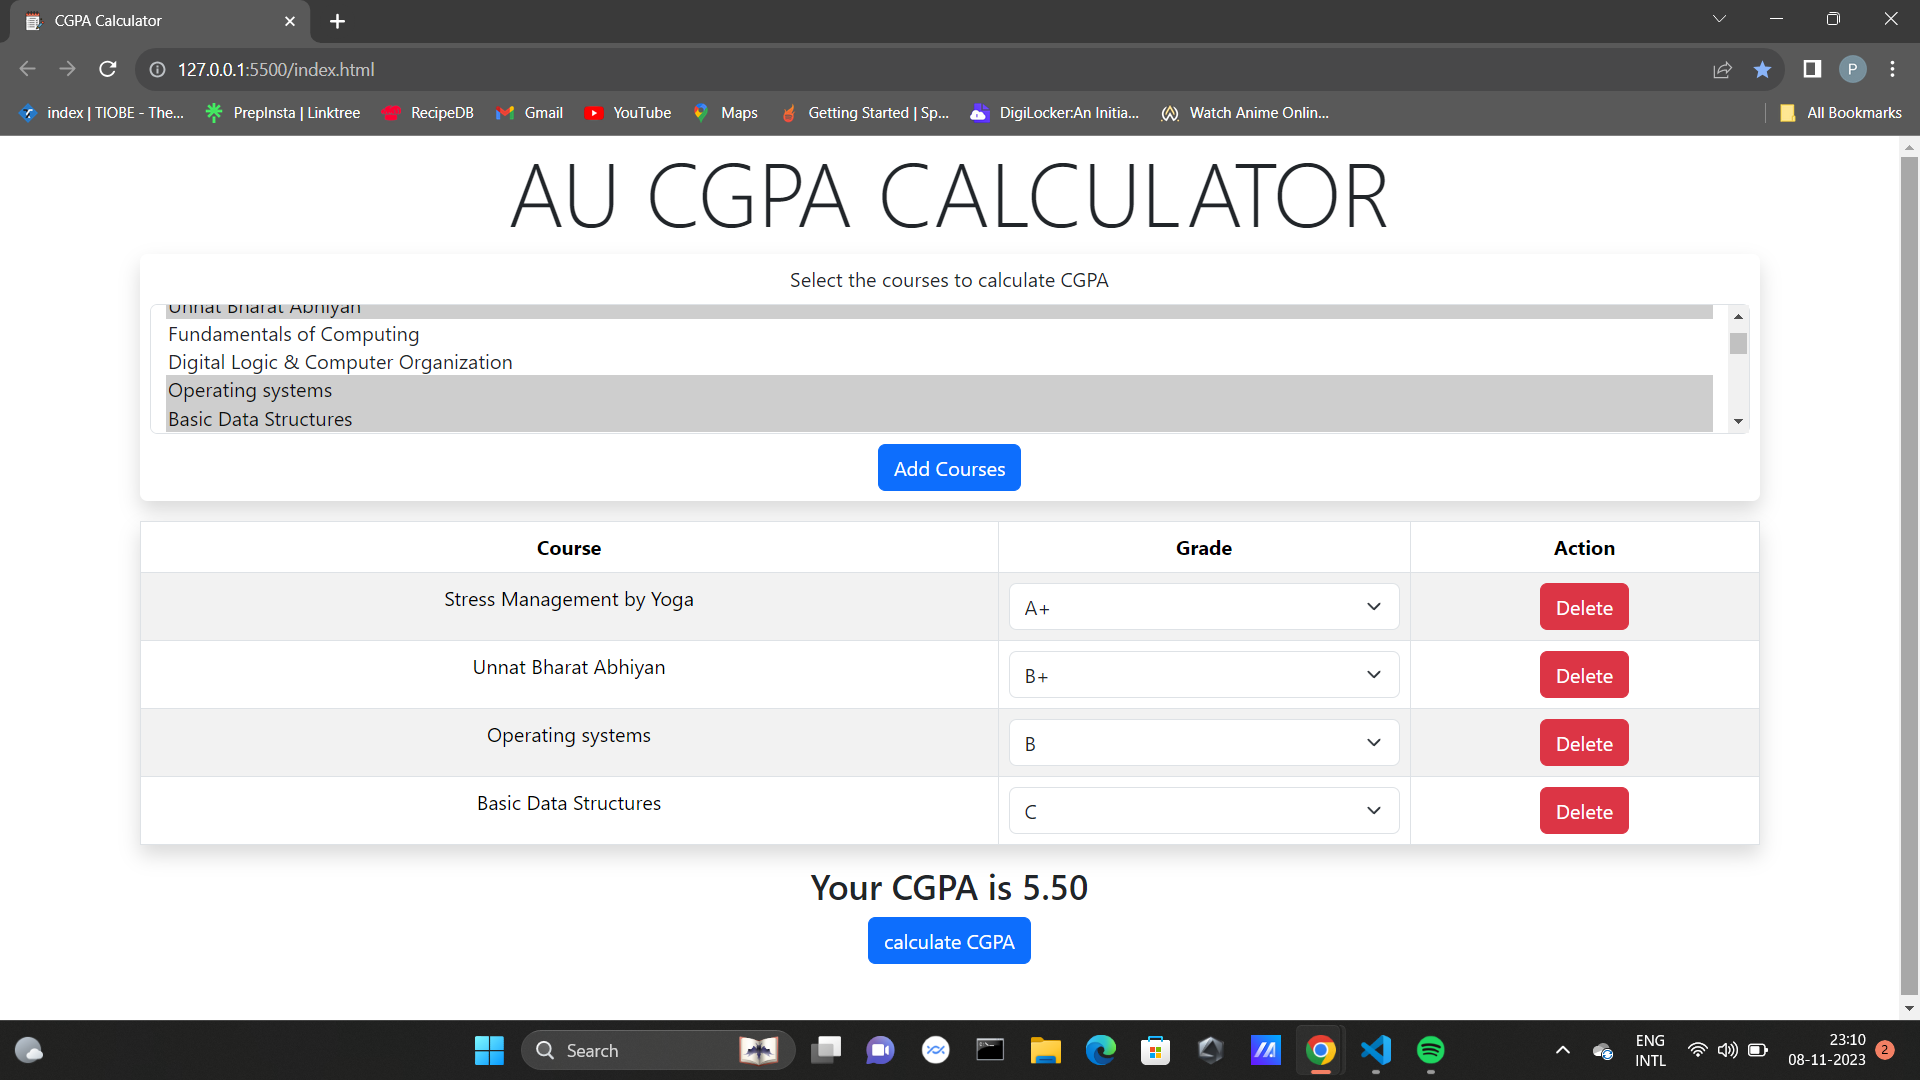 CGPA Calculator
127.0.0.1:5500/index.html
P
index | TIOBE - The...
PrepInsta | Linktree
RecipeDB
Gmail
YouTube
Maps
Getting Started | Sp...
DigiLocker:An Initia...
Watch Anime Onlin...
All Bookmarks
AU CGPA CALCULATOR
Select the courses to calculate CGPA
Unnat Bharat Abhiyan
Fundamentals of Computing
Digital Logic & Computer Organization
Operating systems
Basic Data Structures
Add Courses
Course Grade Action
Stress Management by Yoga A+ Delete
Unnat Bharat Abhiyan B+ Delete
Operating systems B Delete
Basic Data Structures C Delete
Your CGPA is 5.50
calculate CGPA
Search
ENG
INTL
23:10
08-11-2023
2